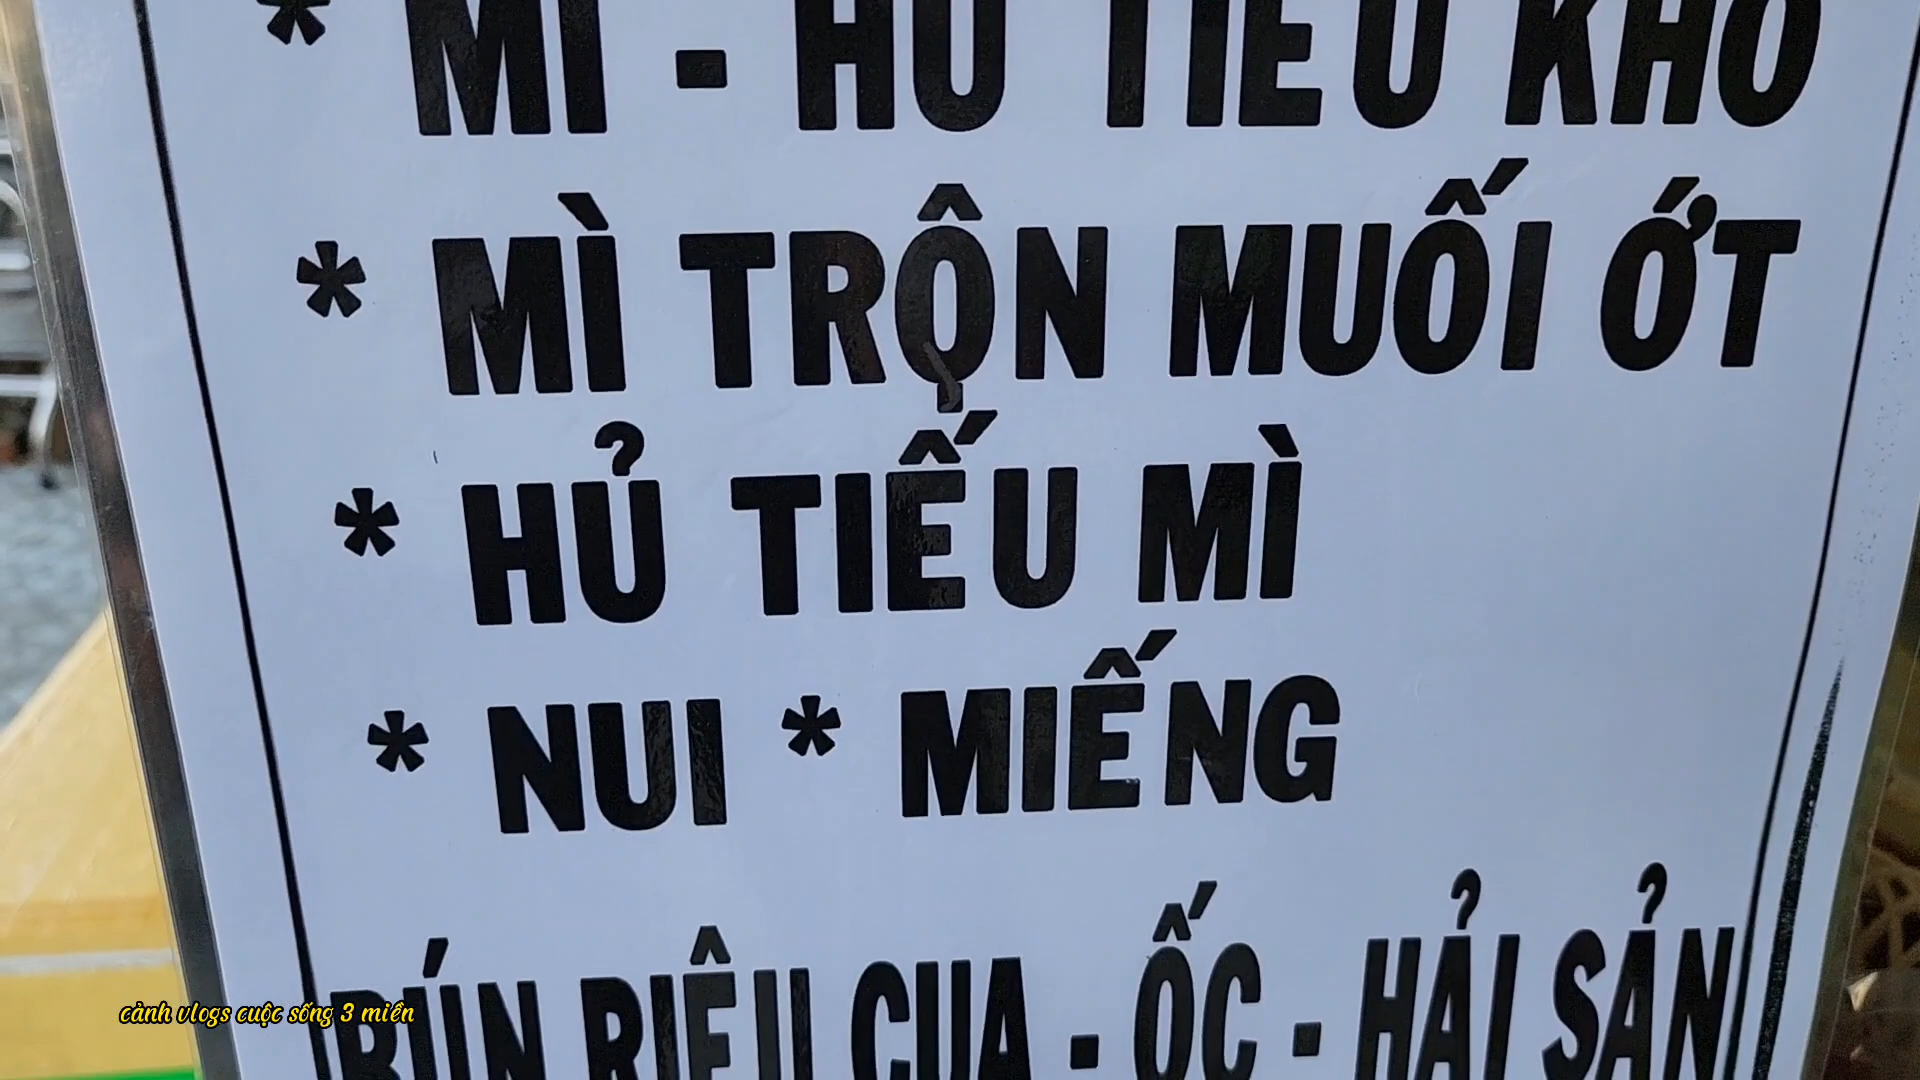 * MÌ - HỦ TIẾU KHÔ
* MÌ TRỘN MUỐI ỚT
* HỦ TIẾU MÌ
* NUI * MIẾNG
BÚN RIÊU CUA - ỐC - HẢI SẢN
cảnh vlogs cuộc sống 3 miền